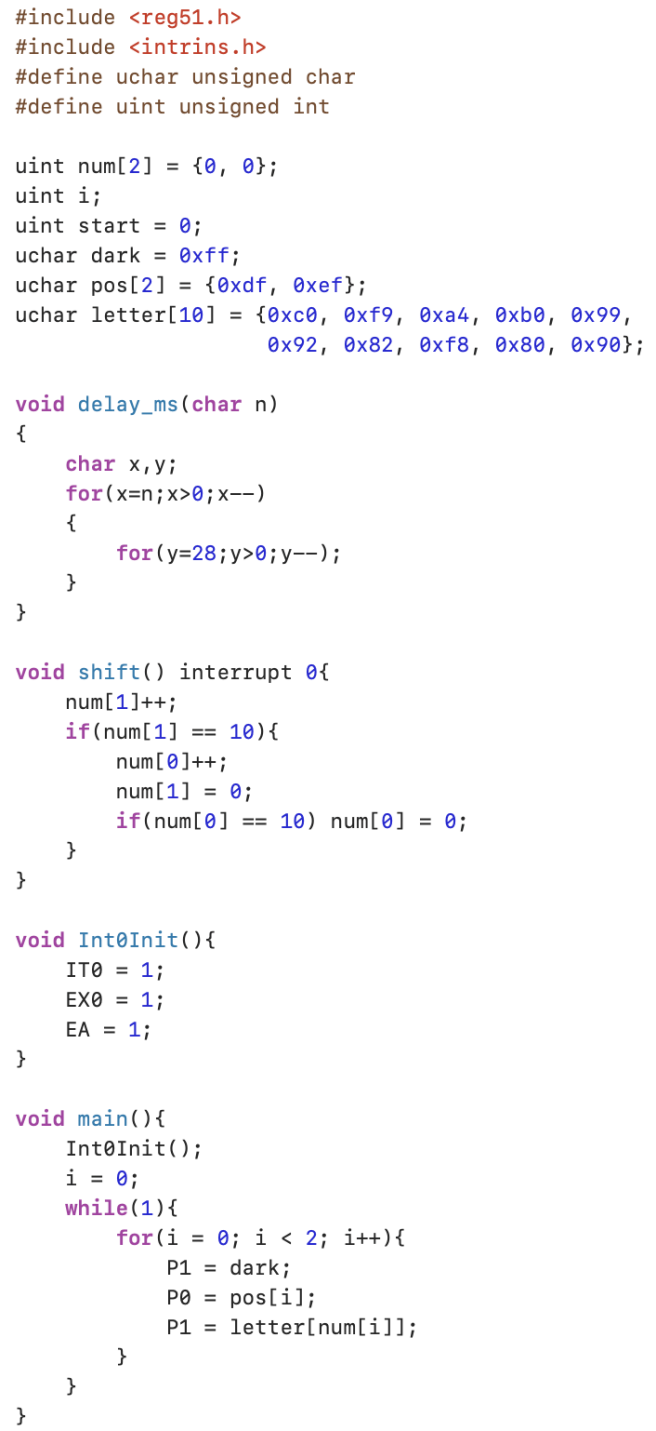 #include <reg51.h>
#include <intrins.h>
#define uchar unsigned char
#define uint unsigned int

uint num[2] = {0, 0};
uint i;
uint start = 0;
uchar dark = 0xff;
uchar pos[2] = {0xdf, 0xef};
uchar letter[10] = {0xc0, 0xf9, 0xa4, 0xb0, 0x99,
                    0x92, 0x82, 0xf8, 0x80, 0x90};

void delay_ms(char n)
{
    char x,y;
    for(x=n;x>0;x--)
    {
        for(y=28;y>0;y--);
    }
}

void shift() interrupt 0{
    num[1]++;
    if(num[1] == 10){
        num[0]++;
        num[1] = 0;
        if(num[0] == 10) num[0] = 0;
    }
}

void Int0Init(){
    IT0 = 1;
    EX0 = 1;
    EA = 1;
}

void main(){
    Int0Init();
    i = 0;
    while(1){
        for(i = 0; i < 2; i++){
            P1 = dark;
            P0 = pos[i];
            P1 = letter[num[i]];
        }
    }
}